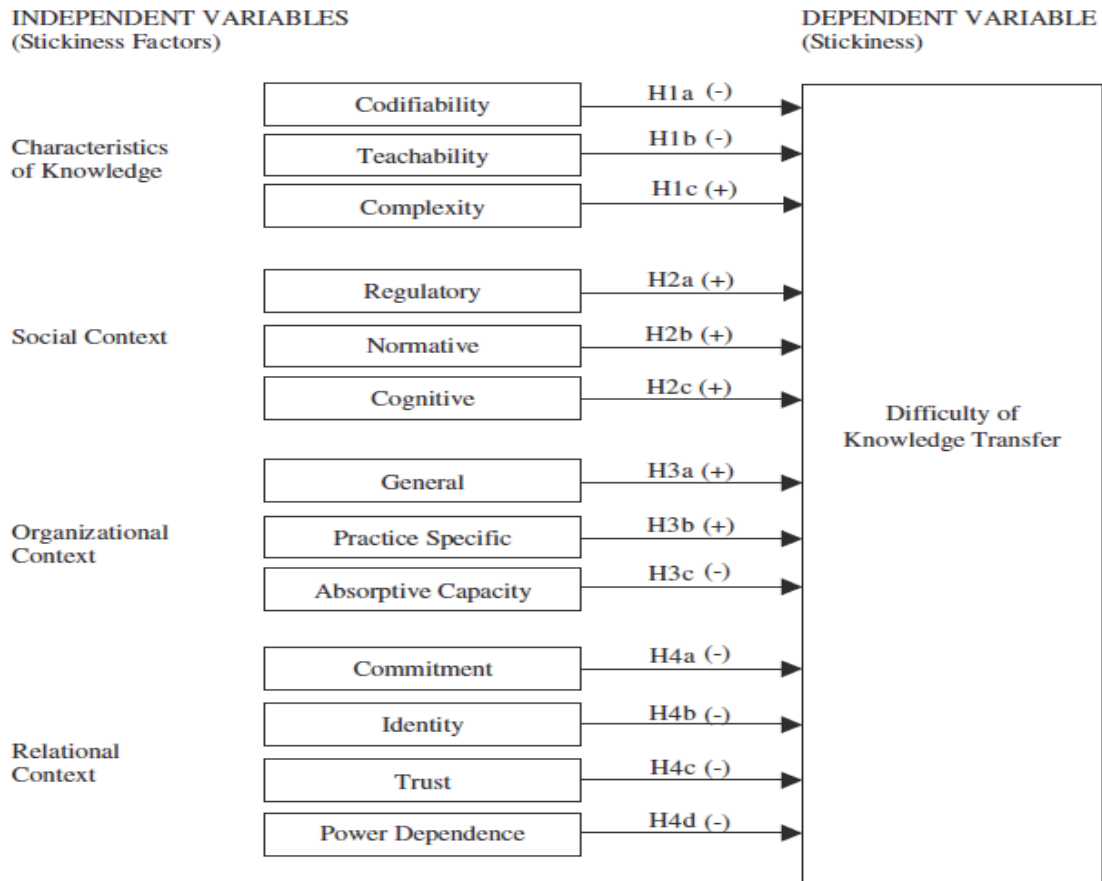 INDEPENDENT VARIABLES
(Stickiness Factors)
DEPENDENT VARIABLE
(Stickiness)
Characteristics
of Knowledge
Codifiability
H1a (-)
Teachability
H1b (-)
Complexity
H1c (+)
Social Context
Regulatory
H2a (+)
Normative
H2b (+)
Cognitive
H2c (+)
Organizational
Context
General
H3a (+)
Practice Specific
H3b (+)
Absorptive Capacity
H3c (-)
Relational
Context
Commitment
H4a (-)
Identity
H4b (-)
Trust
H4c (-)
Power Dependence
H4d (-)
Difficulty of
Knowledge Transfer